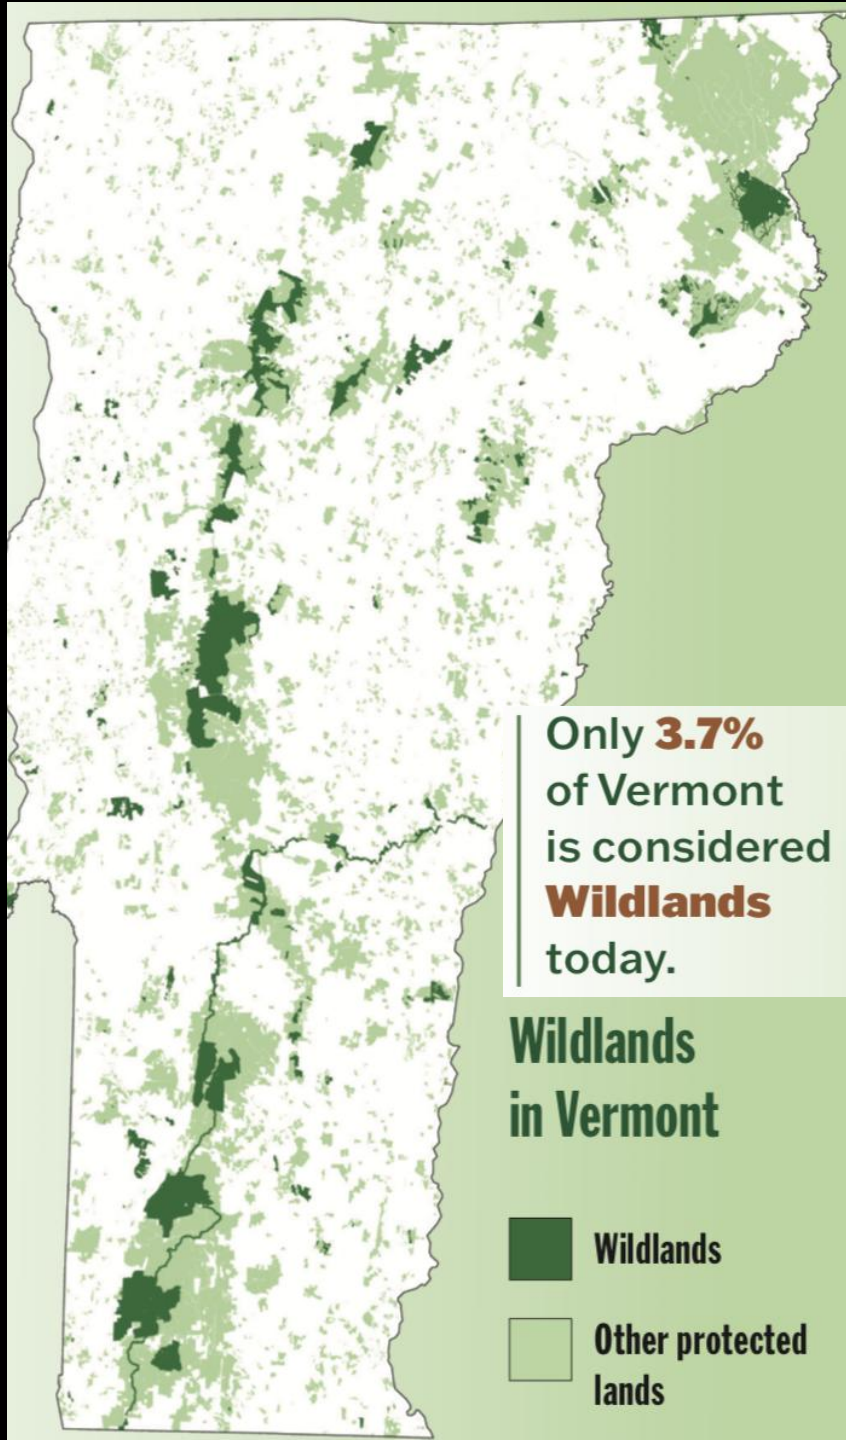 Only 3.7%
of Vermont
is considered
Wildlands
today.
Wildlands
in Vermont
Wildlands
Other protected
lands